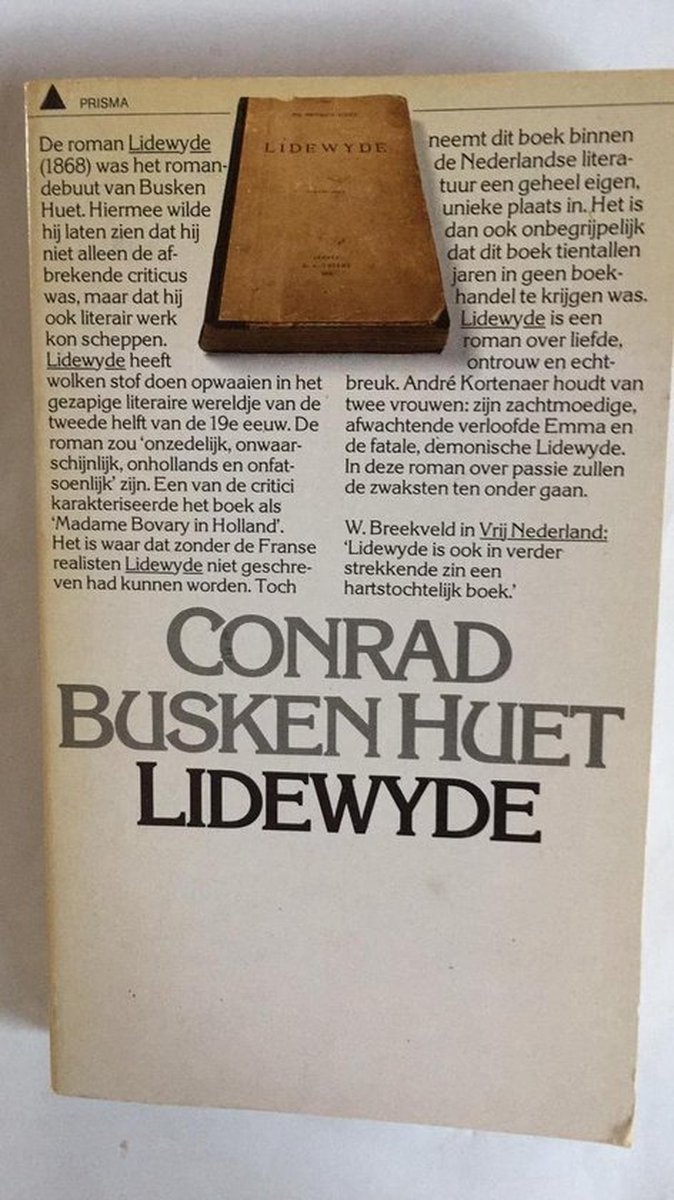 PRISMA
LIDEWYDE
De roman Lidewyde
(1868) was het roman-
debuut van Busken
Huet. Hiermee wilde
hij laten zien dat hij
niet alleen de af-
brekende criticus
was, maar dat hij
ook literair werk
kon scheppen.
Lidewyde heeft
wolken stof doen opwaaien in het
gezapige literaire wereldje van de
tweede helft van de 19e eeuw. De
roman zou ‘onzedelijk, onwaar-
schijnlijk, onhollands en onfat-
soenlijk’ zijn. Een van de critici
karakteriseerde het boek als
‘Madame Bovary in Holland’.
Het is waar dat zonder de Franse
realisten Lidewyde niet geschre-
ven had kunnen worden. Toch
neemt dit boek binnen
de Nederlandse litera-
tuur een geheel eigen,
unieke plaats in. Het is
dan ook onbegrijpelijk
dat dit boek tientallen
jaren in geen boek-
handel te krijgen was.
Lidewyde is een
roman over liefde,
ontrouw en echt-
breuk. André Kortenaer houdt van
twee vrouwen: zijn zachtmoedige,
afwachtende verloofde Emma en
de fatale, demonische Lidewyde.
In deze roman over passie zullen
de zwaksten ten onder gaan.
W. Breekveld in Vrij Nederland:
‘Lidewyde is ook in verder
strekkende zin een
hartstochtelijk boek.’
CONRAD
BUSKEN HUET
LIDEWYDE